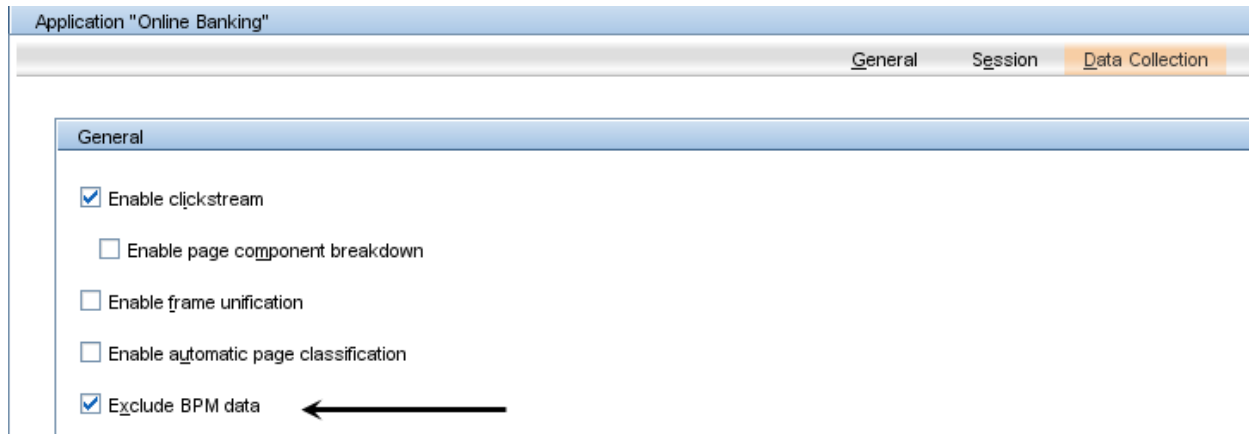 Application "Online Banking"
General Session Data Collection
General
Enable clickstream
Enable page component breakdown
Enable frame unification
Enable automatic page classification
Exclude BPM data